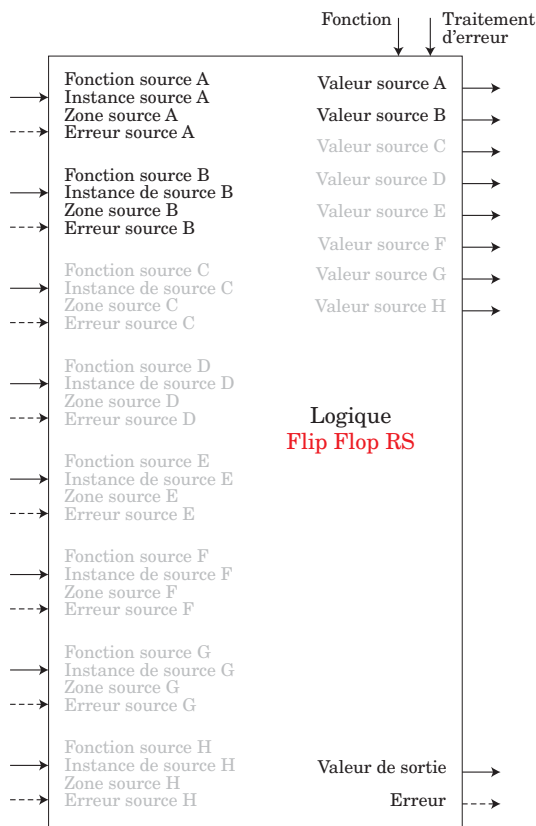 Fonction
Traitement
d'erreur
Fonction source A
Instance source A
Zone source A
Erreur source A
Fonction source B
Instance de source B
Zone source B
Erreur source B
Fonction source C
Instance de source C
Zone source C
Erreur source C
Fonction source D
Instance de source D
Zone source D
Erreur source D
Fonction source E
Instance de source E
Zone source E
Erreur source E
Fonction source F
Instance de source F
Zone source F
Erreur source F
Fonction source G
Instance de source G
Zone source G
Erreur source G
Fonction source H
Instance de source H
Zone source H
Erreur source H
Valeur source A
Valeur source B
Valeur source C
Valeur source D
Valeur source E
Valeur source F
Valeur source G
Valeur source H
Logique
Flip Flop RS
Valeur de sortie
Erreur